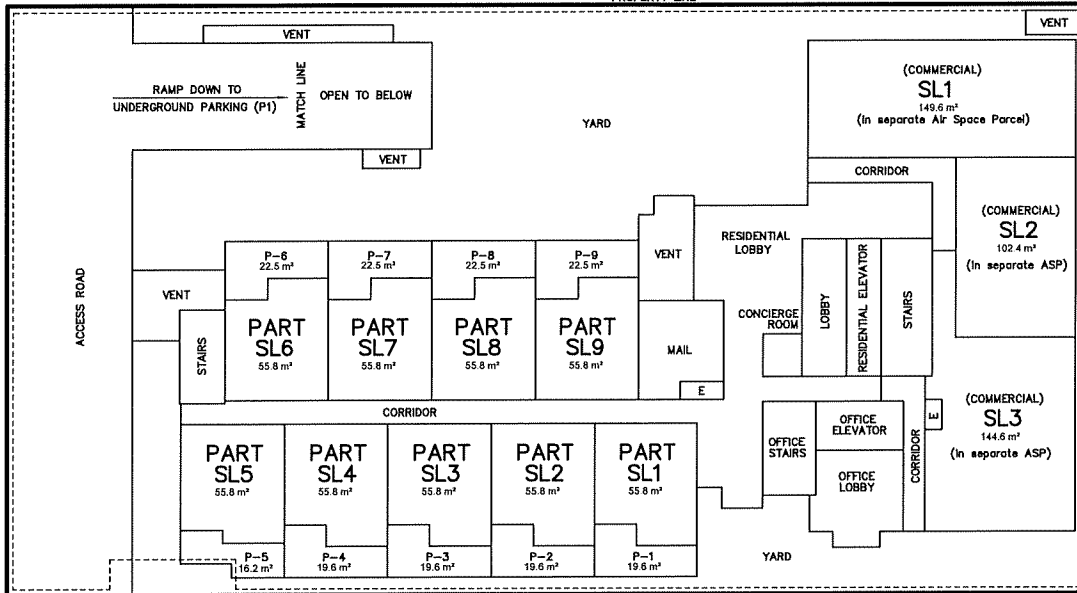 VENT
VENT
RAMP DOWN TO
UNDERGROUND PARKING (P1)
MATCH LINE
OPEN TO BELOW
VENT
YARD
(COMMERCIAL)
SL1
149.6 m²
(in separate Air Space Parcel)
CORRIDOR
(COMMERCIAL)
SL2
102.4 m²
(in separate ASP)
(COMMERCIAL)
SL3
144.6 m²
(in separate ASP)
ACCESS ROAD
VENT
STAIRS
P-6
22.5 m²
P-7
22.5 m²
P-8
22.5 m²
P-9
22.5 m²
PART
SL6
55.8 m²
PART
SL7
55.8 m²
PART
SL8
55.8 m²
PART
SL9
55.8 m²
VENT
MAIL
E
RESIDENTIAL
LOBBY
CONCIERGE
ROOM
LOBBY
RESIDENTIAL ELEVATOR
STAIRS
CORRIDOR
PART
SL5
55.8 m²
PART
SL4
55.8 m²
PART
SL3
55.8 m²
PART
SL2
55.8 m²
PART
SL1
55.8 m²
P-5
16.2 m²
P-4
19.6 m²
P-3
19.6 m²
P-2
19.6 m²
P-1
19.6 m²
OFFICE
STAIRS
OFFICE
ELEVATOR
OFFICE
LOBBY
CORRIDOR
E
YARD